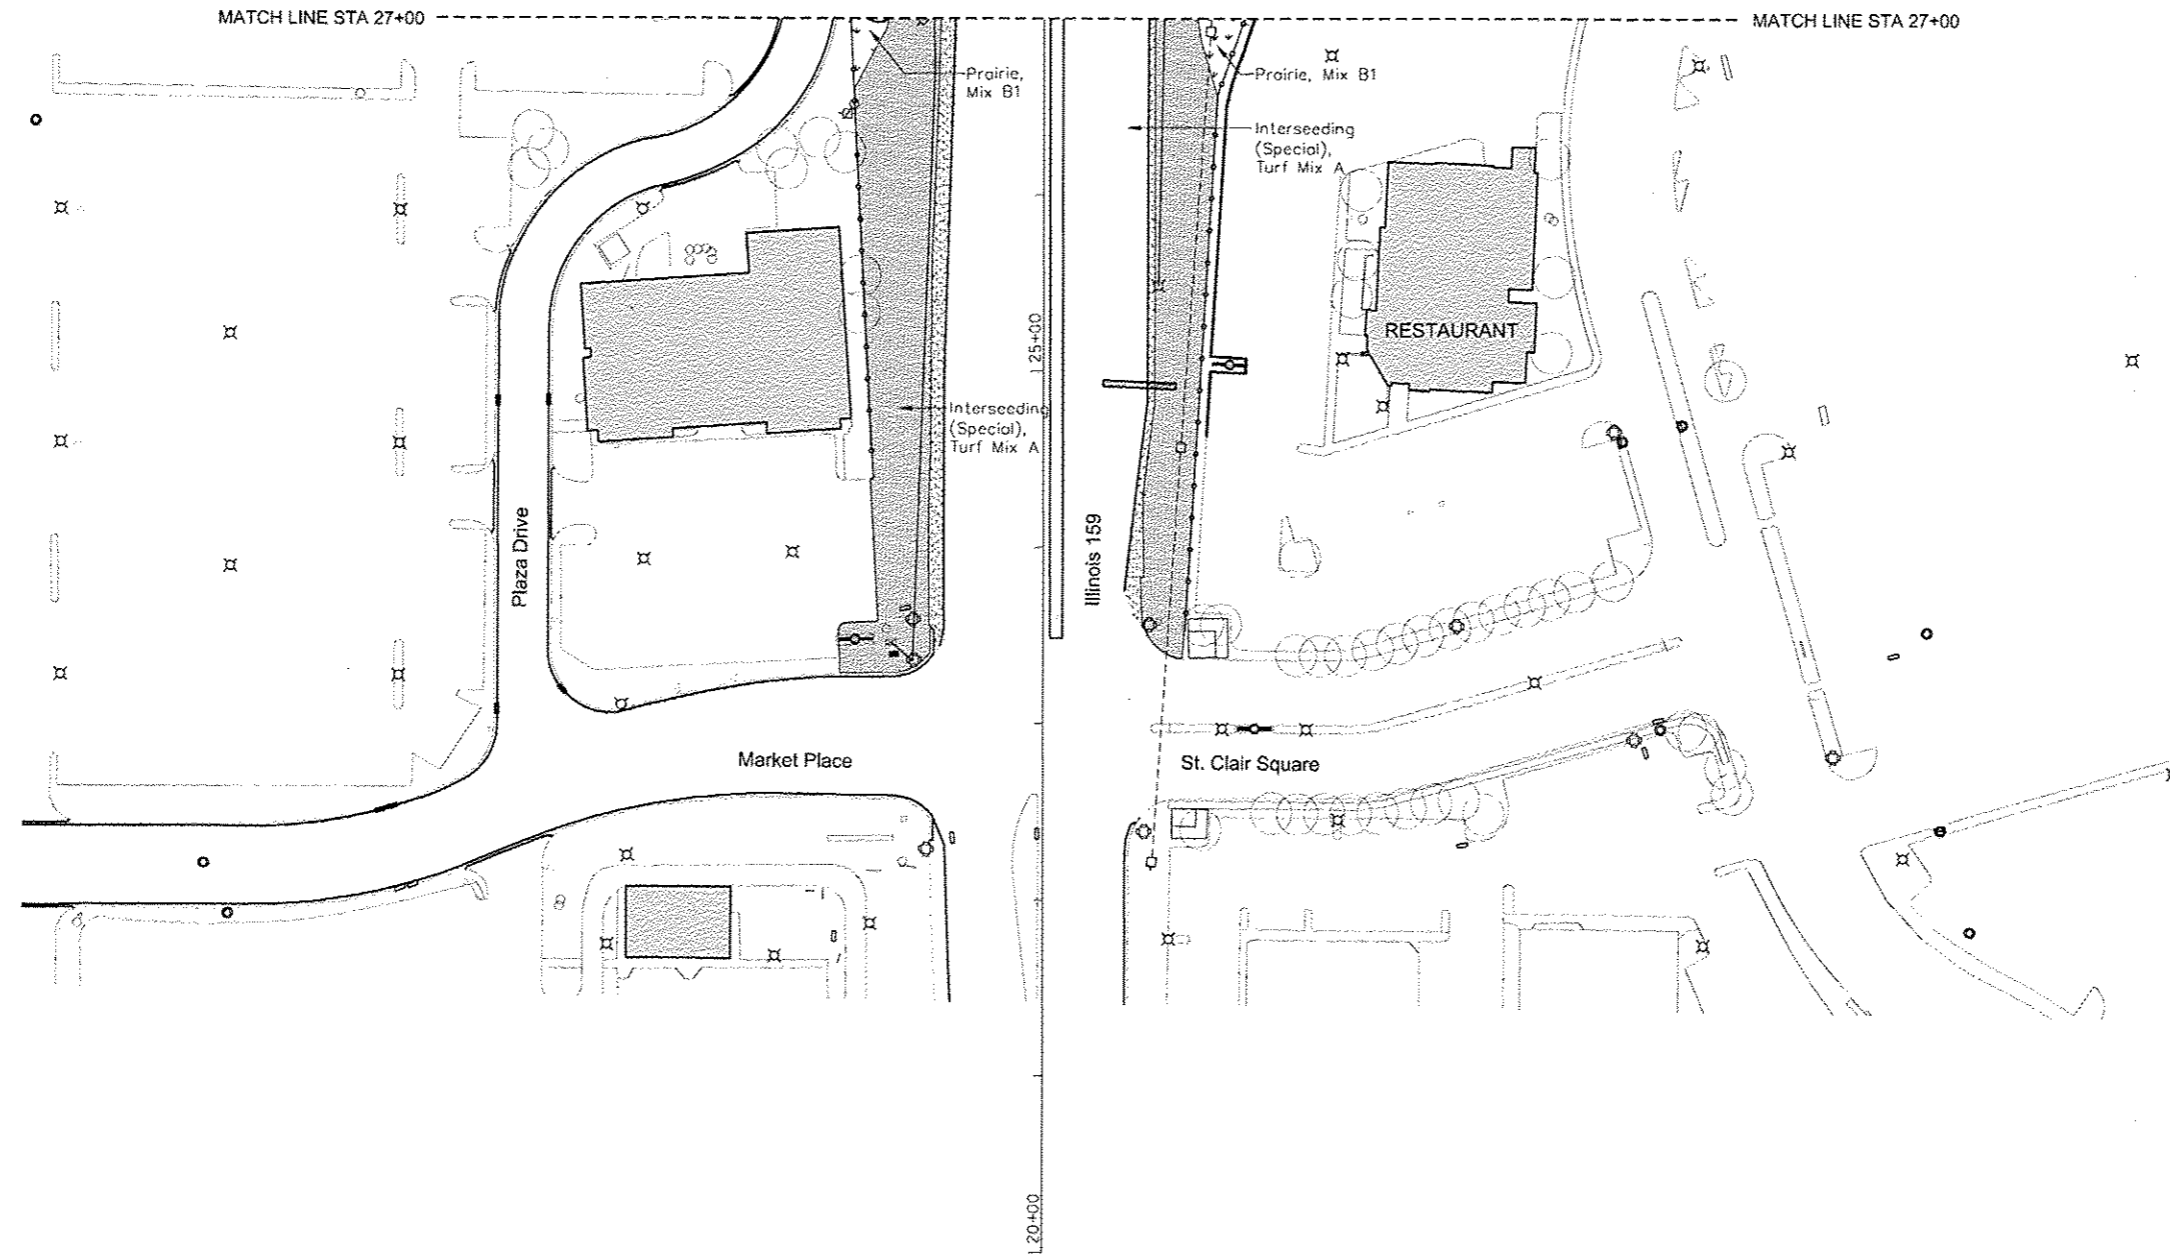 MATCH LINE STA 27+00
MATCH LINE STA 27+00
Prairie,
Mix B1
Prairie, Mix B1
Interseeding
(Special),
Turf Mix A
RESTAURANT
25+00
Interseeding
(Special),
Turf Mix A
Plaza Drive
Illinois 159
Market Place
St. Clair Square
20+00